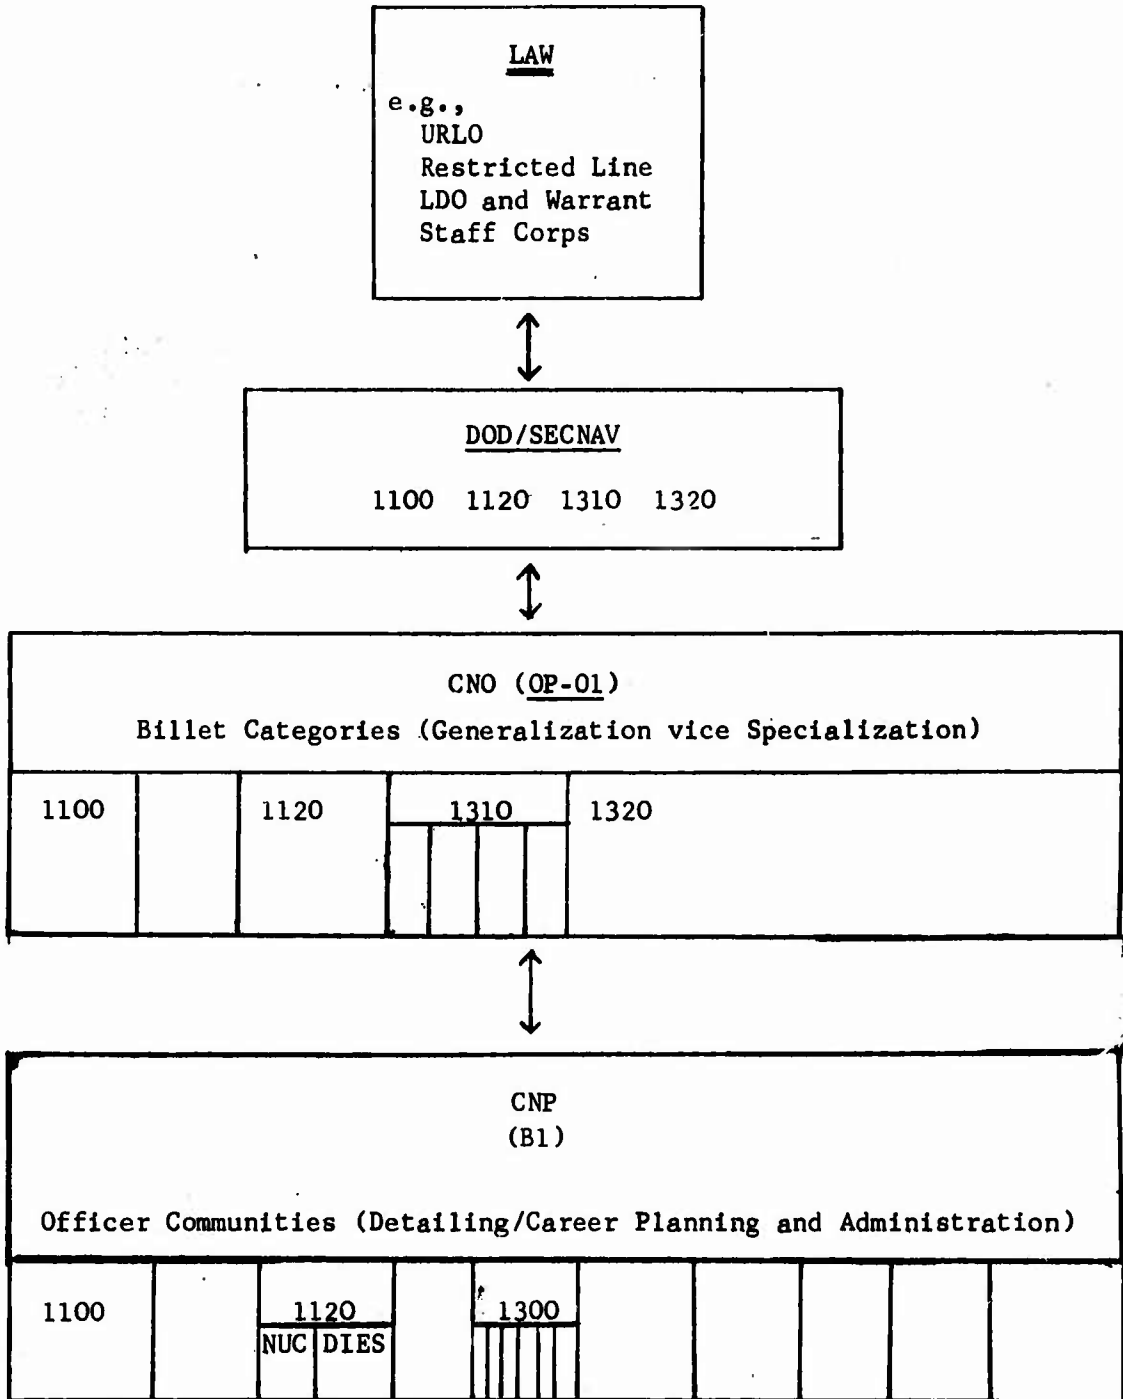 LAW
e.g.,
URLO
Restricted Line
LDO and Warrant
Staff Corps
DOD/SECNAV
1100 1120 1310 1320
CNO (OP-01)
Billet Categories (Generalization vice Specialization)
1100 1120 1310 1320
CNP
(B1)
Officer Communities (Detailing/Career Planning and Administration)
1100 1120 1300
NUC DIES